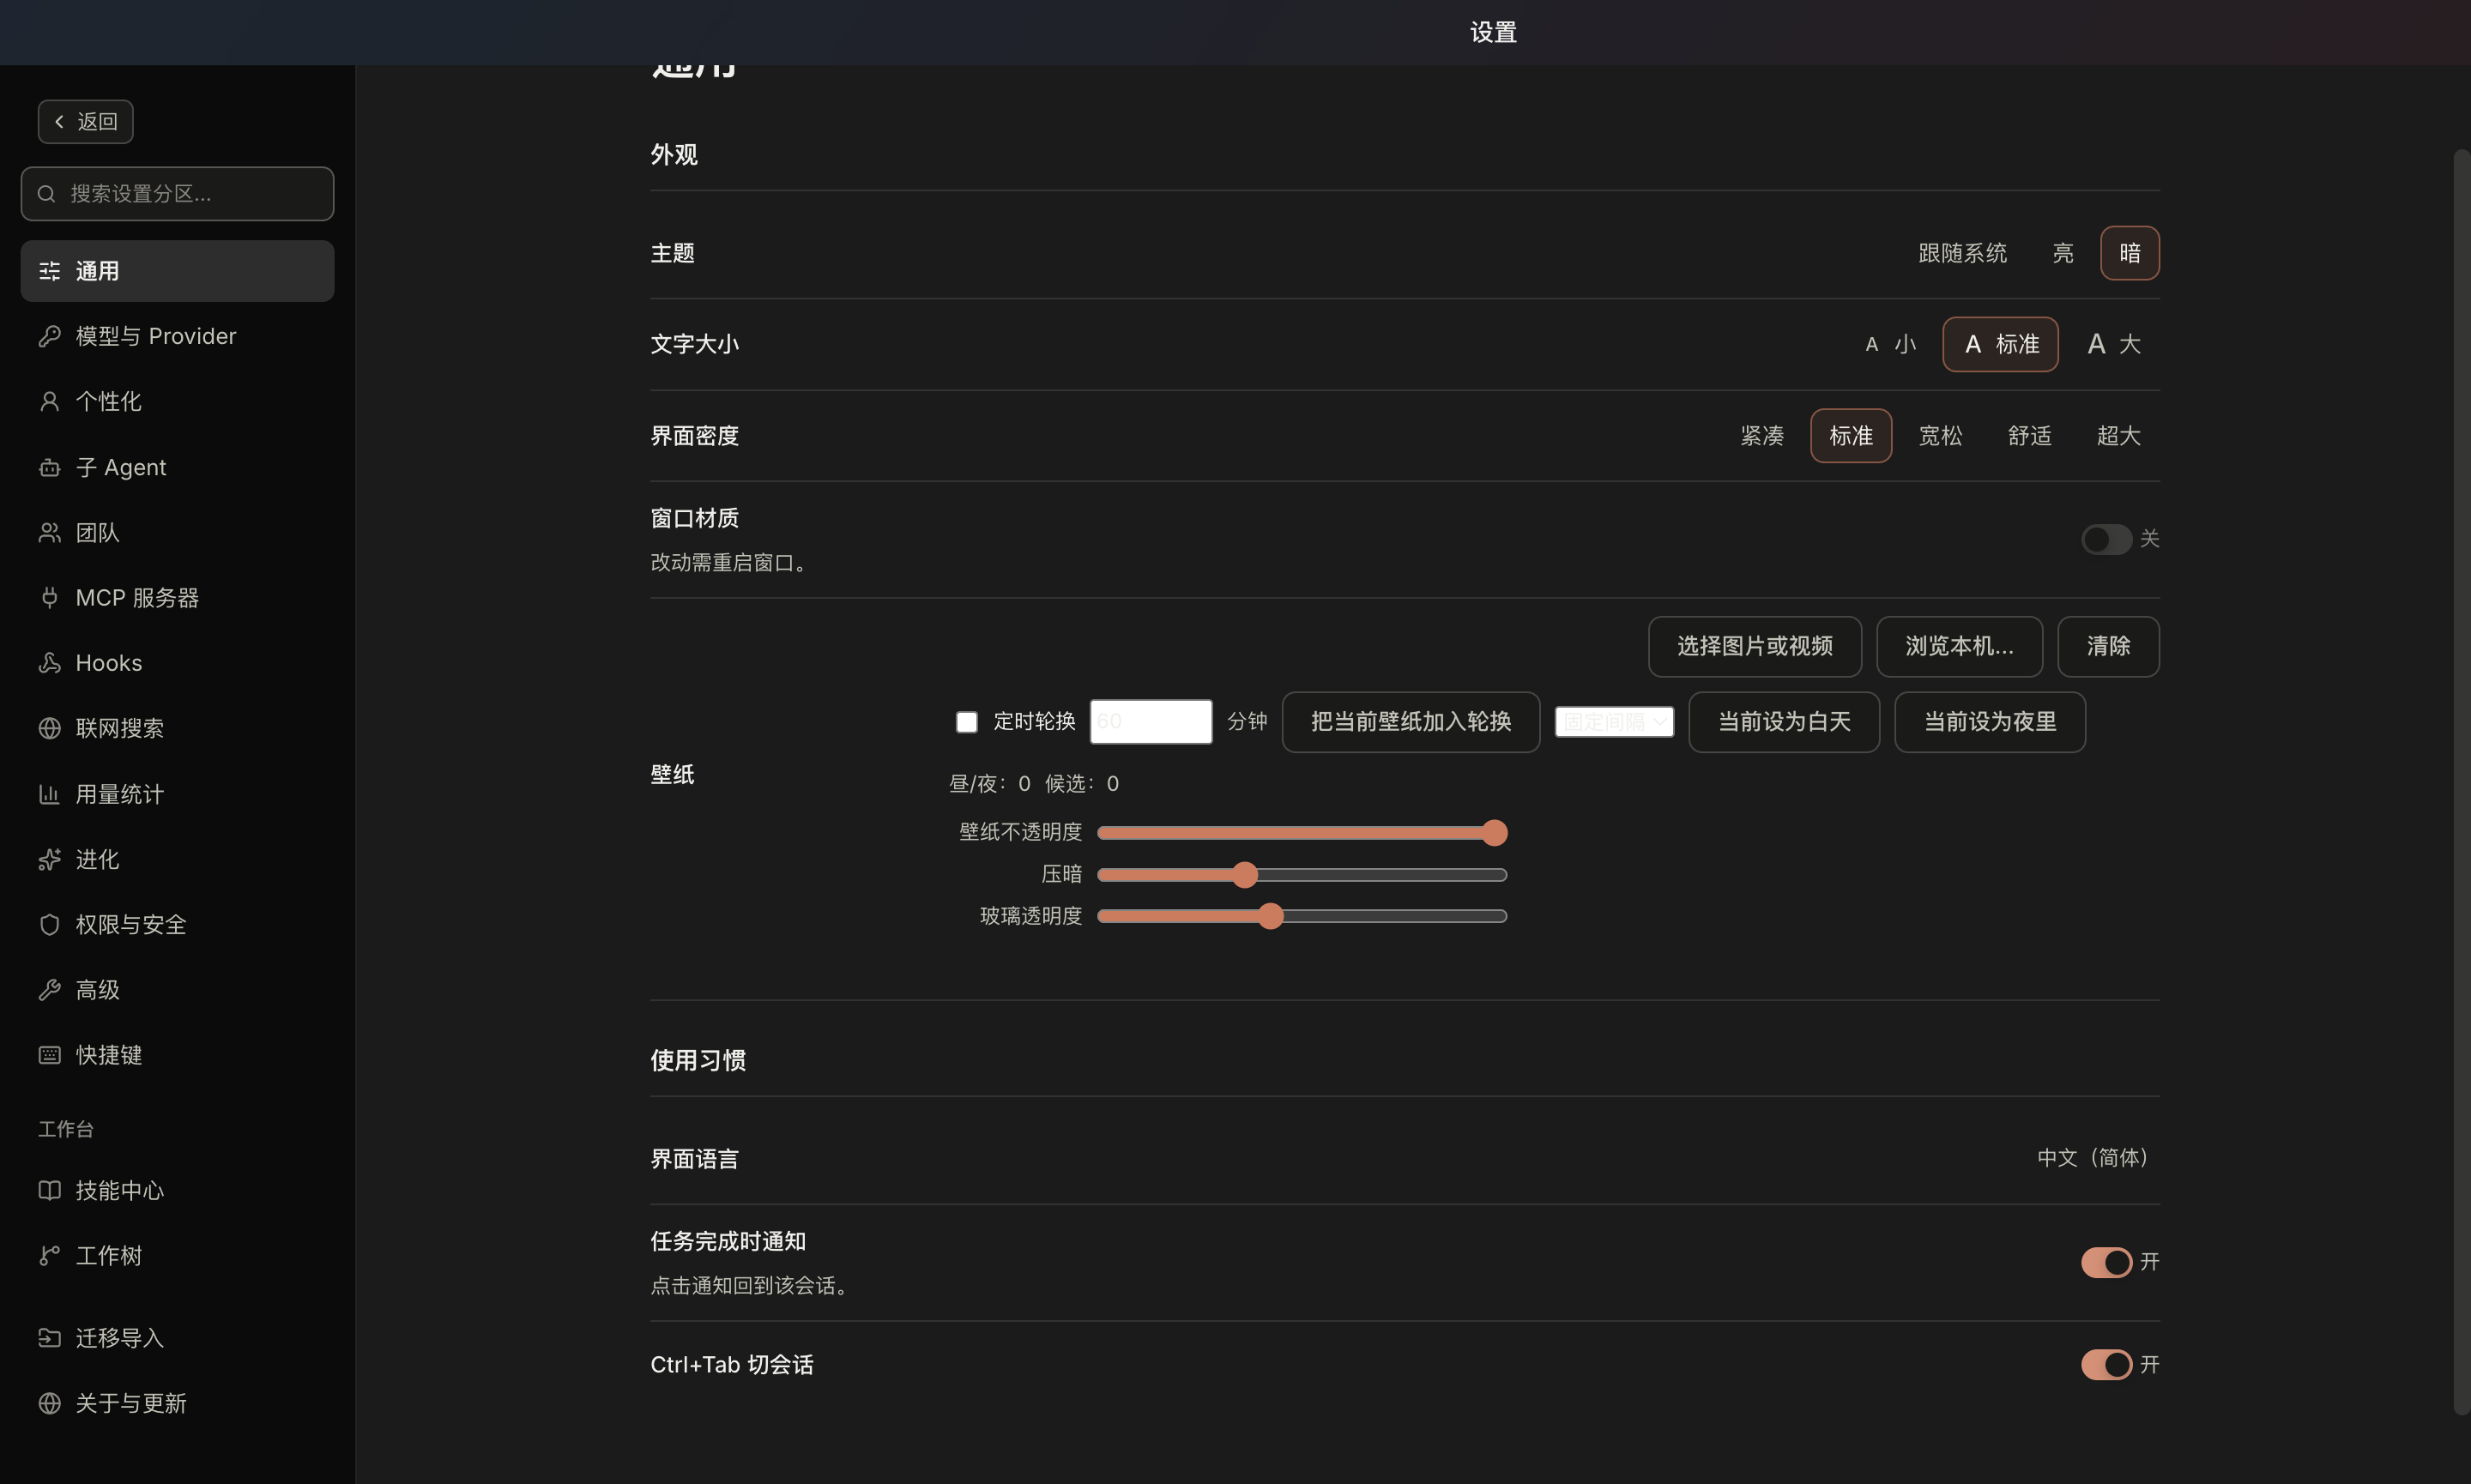 设置
返回
搜索设置分区...
通用
模型与 Provider
个性化
子 Agent
团队
MCP 服务器
Hooks
联网搜索
用量统计
进化
权限与安全
高级
快捷键
工作台
技能中心
工作树
迁移导入
关于与更新
通用
外观
主题 跟随系统 亮 暗
文字大小 A 小 A 标准 A 大
界面密度 紧凑 标准 宽松 舒适 超大
窗口材质 关
改动需重启窗口。
选择图片或视频 浏览本机... 清除
定时轮换 60 分钟 把当前壁纸加入轮换 固定间隔 当前设为白天 当前设为夜里
壁纸
昼/夜：0 候选：0
壁纸不透明度
压暗
玻璃透明度
使用习惯
界面语言 中文（简体）
任务完成时通知 开
点击通知回到该会话。
Ctrl+Tab 切会话 开